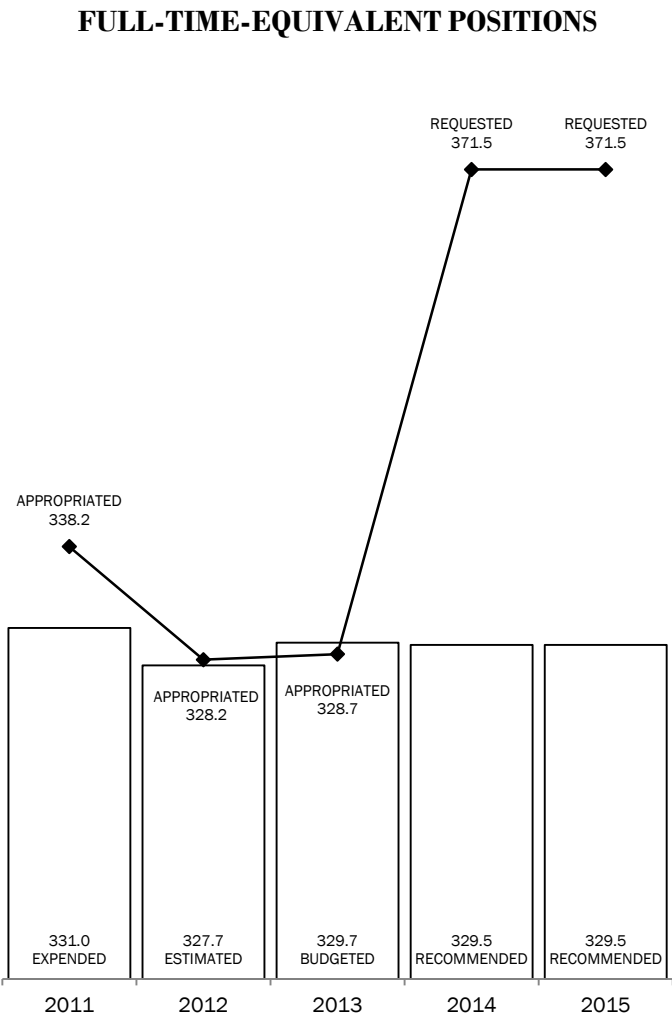 FULL-TIME-EQUIVALENT POSITIONS
REQUESTED
371.5
REQUESTED
371.5
APPROPRIATED
338.2
APPROPRIATED
328.2
APPROPRIATED
328.7
331.0
EXPENDED
327.7
ESTIMATED
329.7
BUDGETED
329.5
RECOMMENDED
329.5
RECOMMENDED
2011
2012
2013
2014
2015